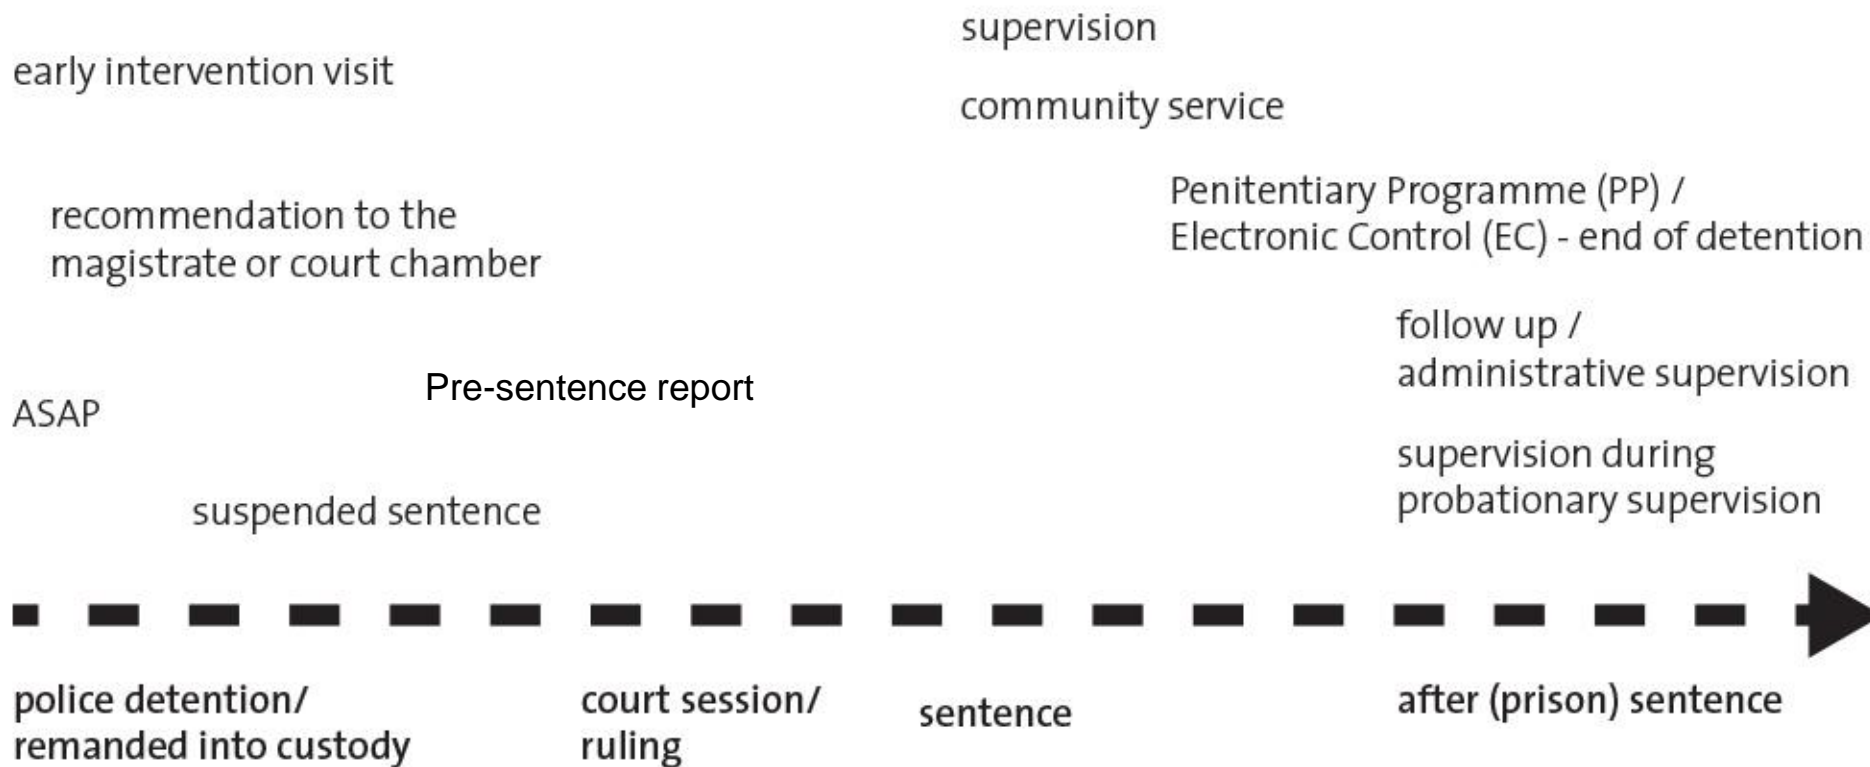 early intervention visit
recommendation to the
magistrate or court chamber
ASAP
Pre-sentence report
suspended sentence
supervision
community service
Penitentiary Programme (PP) /
Electronic Control (EC) - end of detention
follow up /
administrative supervision
supervision during
probationary supervision
police detention/
remanded into custody
court session/
ruling
sentence
after (prison) sentence